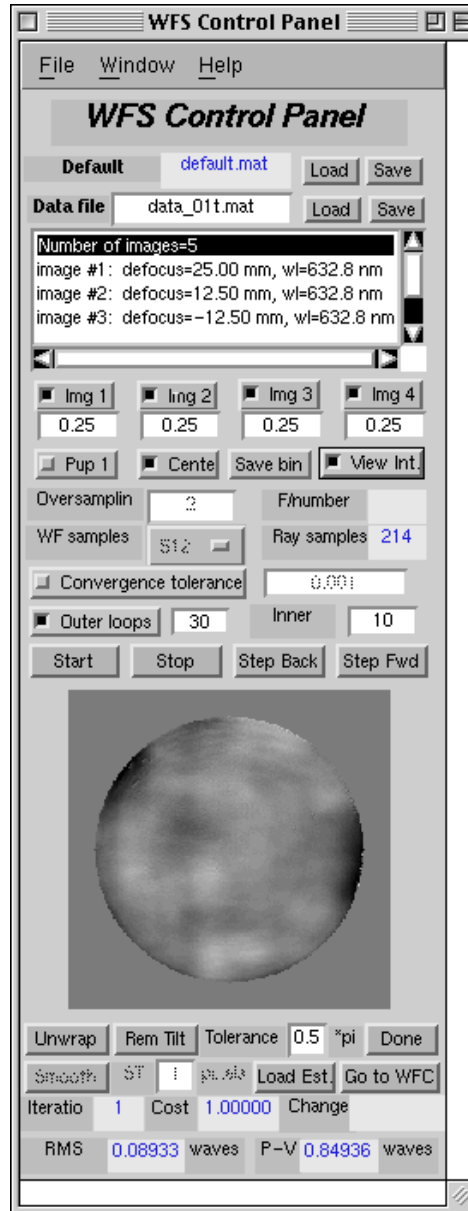 WFS Control Panel
File Window Help
WFS Control Panel
Default default.mat Load Save
Data file data_01t.mat Load Save
Number of images=5
image #1: defocus=25.00 mm, wl=632.8 nm
image #2: defocus=12.50 mm, wl=632.8 nm
image #3: defocus=-12.50 mm, wl=632.8 nm
Img 1 Img 2 Img 3 Img 4
0.25 0.25 0.25 0.25
Pup 1 Cente Save bin View Int.
Oversamplin 2 F/number
WF samples 512 Ray samples 214
Convergence tolerance 0.001
Outer loops 30 Inner 10
Start Stop Step Back Step Fwd
Unwrap Rem Tilt Tolerance 0.5 *pi Done
Smooth ST 1 pixels Load Est. Go to WFC
Iteratio 1 Cost 1.00000 Change
RMS 0.08933 waves P-V 0.84936 waves